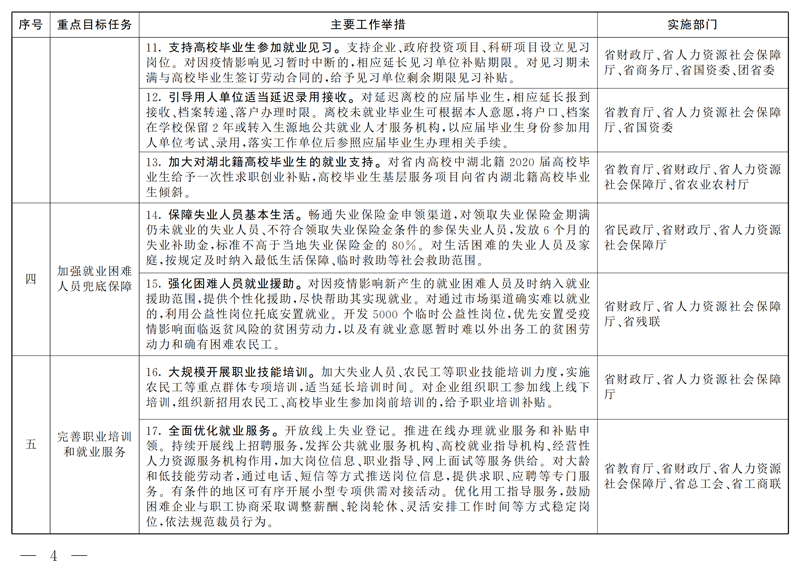 序号 重点目标任务 主要工作举措 实施部门
11. 支持高校毕业生参加就业见习。支持企业、政府投资项目、科研项目设立见习
岗位。对因疫情影响见习暂时中断的,相应延长见习单位补贴期限。对见习期未
满与高校毕业生签订劳动合同的,给予见习单位剩余期限见习补贴。
省财政厅、省人力资源社会保障
厅、省商务厅、省国资委、团省委
12. 引导用人单位适当延迟录用接收。对延迟离校的应届毕业生,相应延长报到
接收、档案转递、落户办理时限。离校未就业毕业生可根据本人意愿,将户口、档案
在学校保留2年或转入生源地公共就业人才服务机构,以应届毕业生身份参加用
人单位考试、录用,落实工作单位后参照应届毕业生办理相关手续。
省教育厅、省人力资源社会保障
厅、省国资委
13. 加大对湖北籍高校毕业生的就业支持。对省内高校中湖北籍2020届高校毕
业生给予一次性求职创业补贴,高校毕业生基层服务项目向省内湖北籍高校毕业
生倾斜。
省教育厅、省财政厅、省人力资源
社会保障厅、省农业农村厅
四
加强就业困难
人员兜底保障
14. 保障失业人员基本生活。畅通失业保险金申领渠道,对领取失业保险金期满
仍未就业的失业人员、不符合领取失业保险金条件的参保失业人员,发放6个月的
失业补助金,标准不高于当地失业保险金的80%。对生活困难的失业人员及家
庭,按规定及时纳入最低生活保障、临时救助等社会救助范围。
省民政厅、省财政厅、省人力资源
社会保障厅
15. 强化困难人员就业援助。对因疫情影响新产生的就业困难人员及时纳入就业
援助范围,提供个性化援助,尽快帮助其实现就业。对通过市场渠道确实难以就业
的,利用公益性岗位托底安置就业。开发5000个临时公益性岗位,优先安置受疫
情影响面临返贫风险的贫困劳动力,以及有就业意愿暂时难以外出务工的贫困劳
动力和确有困难农民工。
省财政厅、省人力资源社会保障
厅、省残联
五
完善职业培训
和就业服务
16. 大规模开展职业技能培训。加大失业人员、农民工等职业技能培训力度,实施
农民工等重点群体专项培训,适当延长培训时间。对企业组织职工参加线上线下
培训,组织新招用农民工、高校毕业生参加岗前培训的,给予职业培训补贴。
省财政厅、省人力资源社会保障
厅
17. 全面优化就业服务。开放线上失业登记。推进在线办理就业服务和补贴申
领。持续开展线上招聘服务,发挥公共就业服务机构、高校就业指导机构、经营性
人力资源服务机构作用,加大岗位信息、职业指导、网上面试等服务供给。对大龄
和低技能劳动者,通过电话、短信等方式推送岗位信息,提供求职、应聘等专门服
务。有条件的地区可有序开展小型专项供需对接活动。优化用工指导服务,鼓励
困难企业与职工协商采取调整薪酬、轮岗轮休、灵活安排工作时间等方式稳定岗
位,依法规范裁员行为。
省教育厅、省财政厅、省人力资源
社会保障厅、省总工会、省工商联
— 4 —